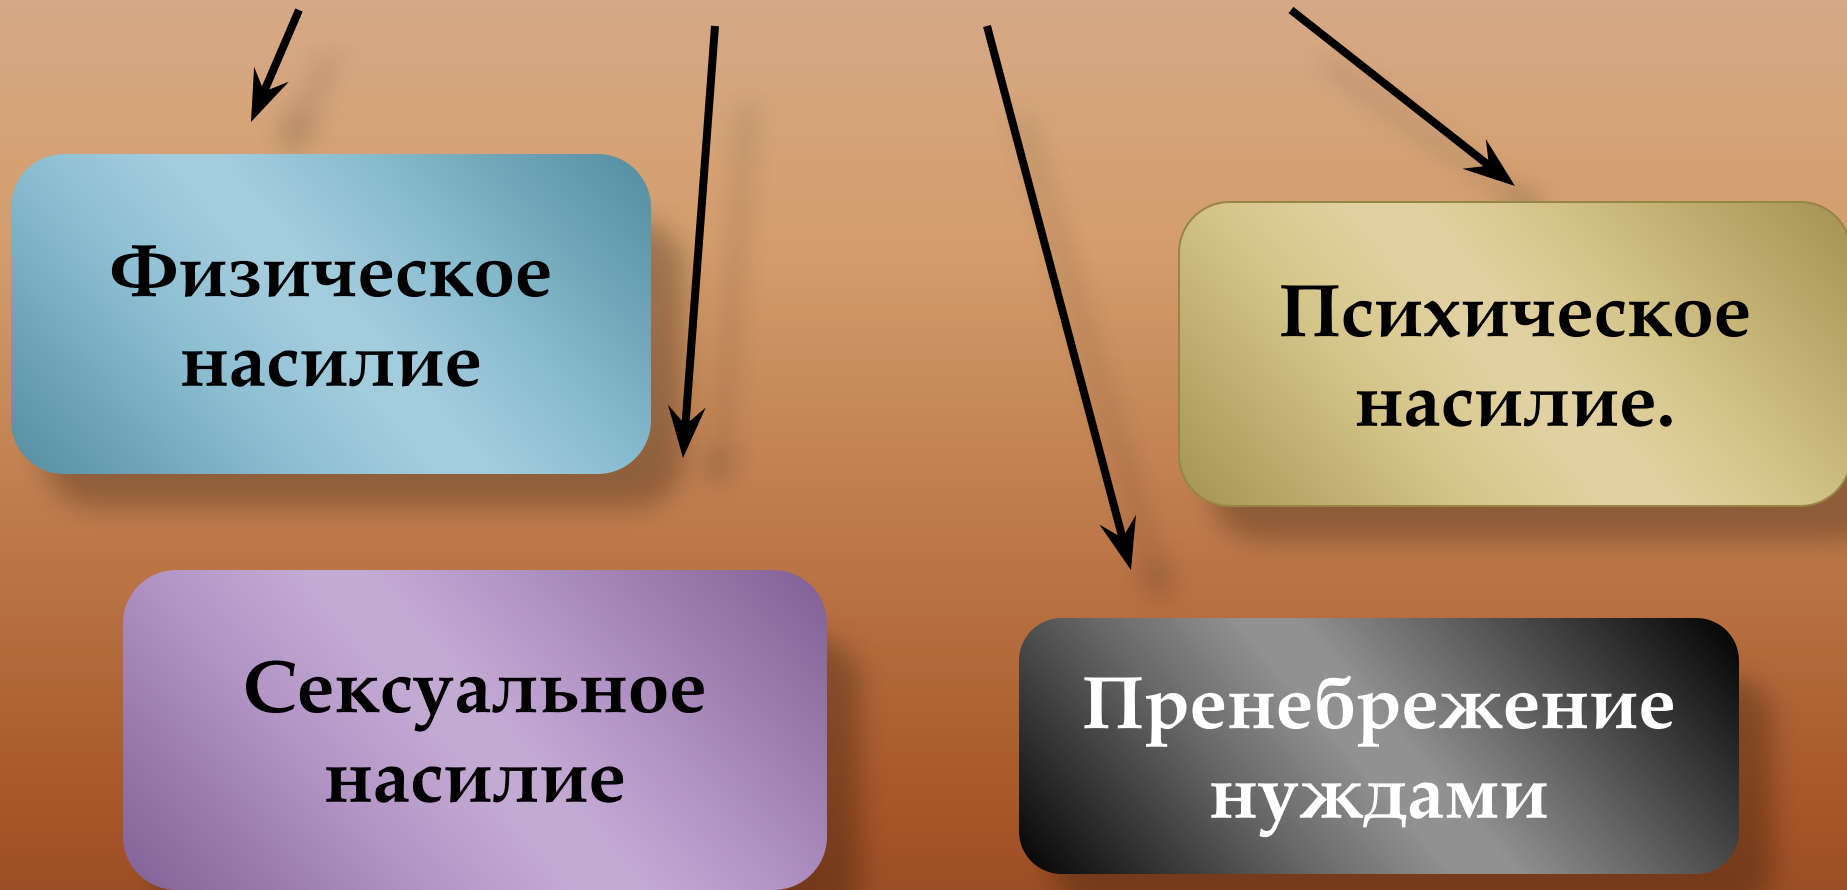 Физическое
насилие
Психическое
насилие.
Сексуальное
насилие
Пренебрежение
нуждами